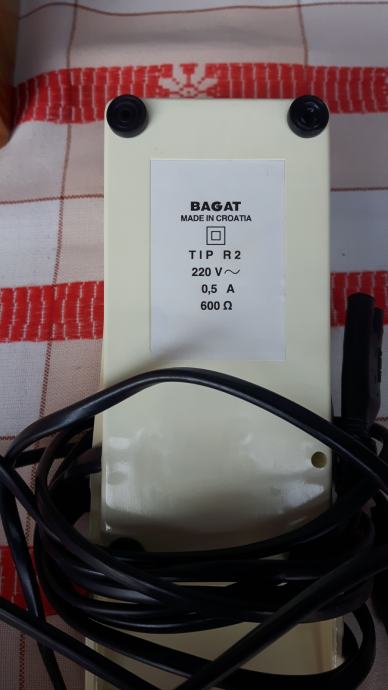 BAGAT
MADE IN CROATIA
TIP R2
220 V~
0,5 A
600 Ω